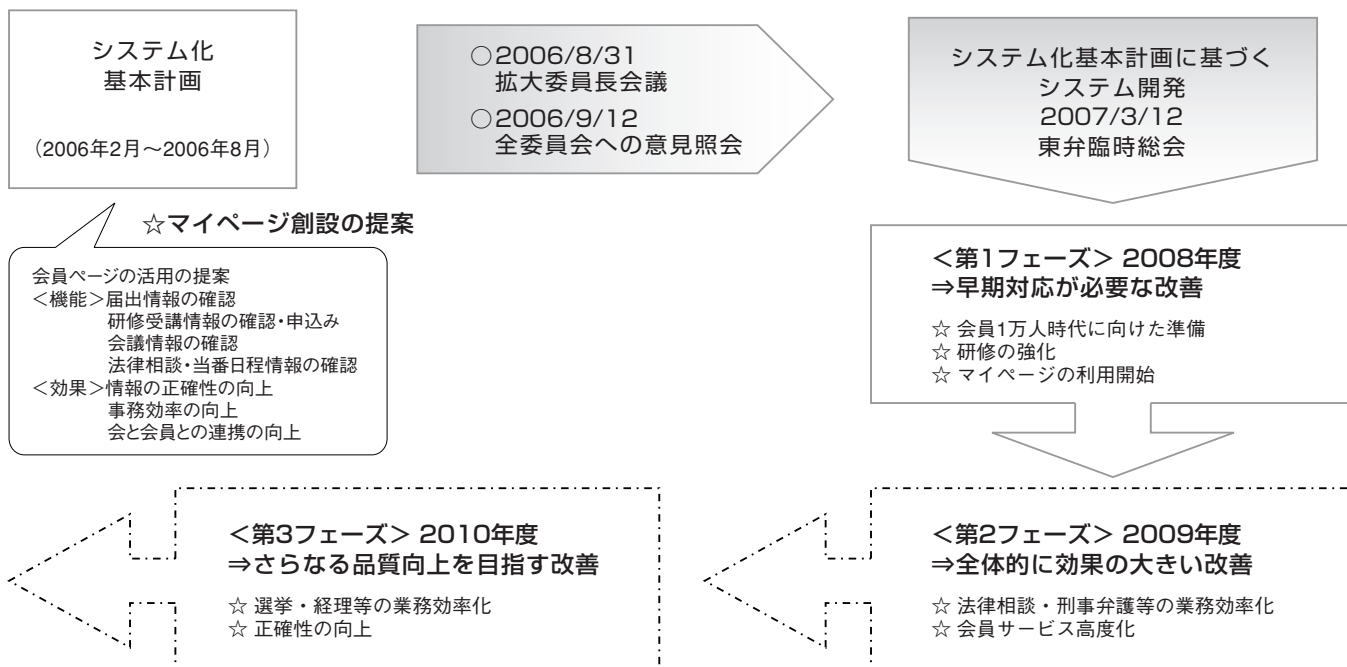 システム化
基本計画
（2006年2月～2006年8月）
○2006/8/31
拡大委員長会議
○2006/9/12
全委員会への意見照会
システム化基本計画に基づく
システム開発
2007/3/12
東弁臨時総会
☆マイページ創設の提案
会員ページの活用の提案
＜機能＞届出情報の確認
研修受講情報の確認・申込み
会議情報の確認
法律相談・当番日程情報の確認
＜効果＞情報の正確性の向上
事務効率の向上
会と会員との連携の向上
＜第1フェーズ＞ 2008年度
⇒早期対応が必要な改善
☆ 会員1万人時代に向けた準備
☆ 研修の強化
☆ マイページの利用開始
＜第2フェーズ＞ 2009年度
⇒全体的に効果の大きい改善
☆ 法律相談・刑事弁護等の業務効率化
☆ 会員サービス高度化
＜第3フェーズ＞ 2010年度
⇒さらなる品質向上を目指す改善
☆ 選挙・経理等の業務効率化
☆ 正確性の向上